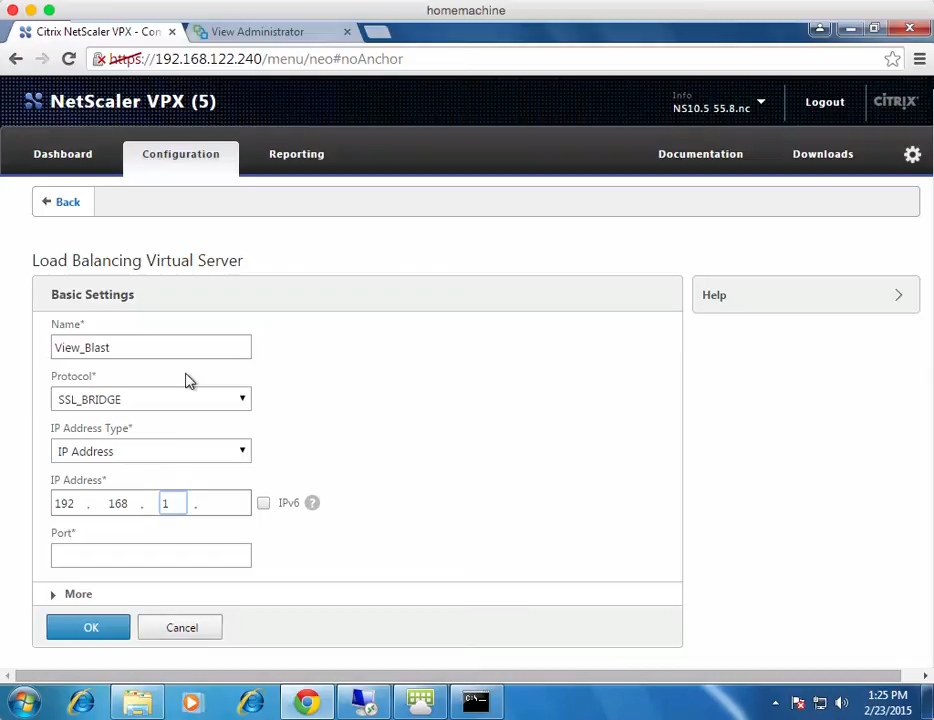 homemachine
Citrix NetScaler VPX - Con
View Administrator
https://192.168.122.240/menu/neo#noAnchor
NetScaler VPX (5)
Info
NS10.5 55.8.nc
Logout
CITRIX
Dashboard
Configuration
Reporting
Documentation
Downloads
Back
Load Balancing Virtual Server
Basic Settings
Help
Name*
View_Blast
Protocol*
SSL_BRIDGE
IP Address Type*
IP Address
IP Address*
192 . 168 . 1 .
IPv6 ?
Port*
More
OK
Cancel
C:\_
1:25 PM
2/23/2015